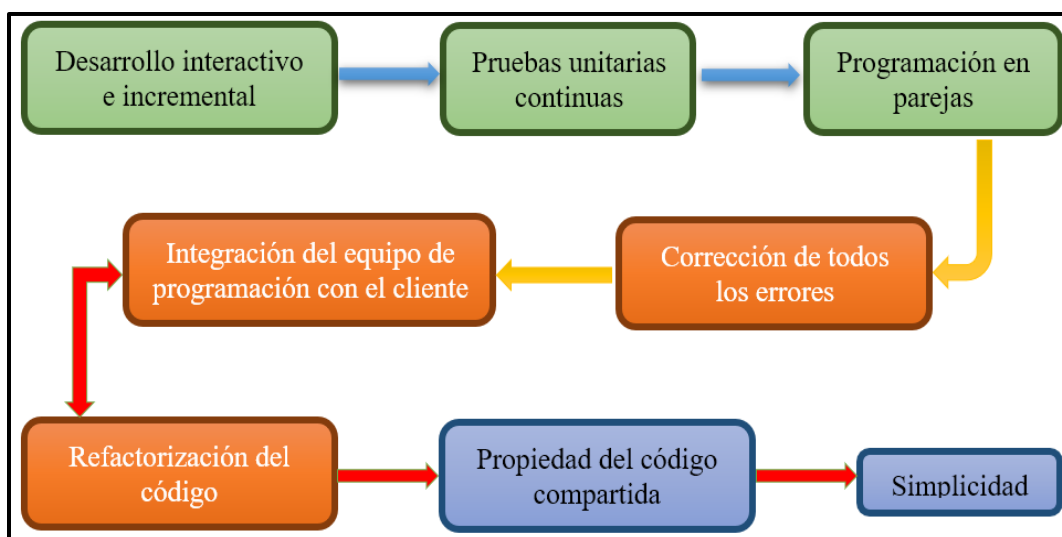 Desarrollo interactivo
e incremental
Pruebas unitarias
continuas
Programación en
parejas
Integración del equipo de
programación con el cliente
Corrección de todos
los errores
Refactorización del
código
Propiedad del código
compartida
Simplicidad